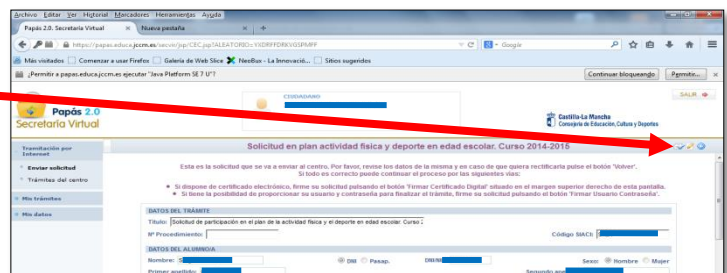 Archivo Editar Ver Historial Marcadores Herramientas Ayuda
Papás 2.0. Secretaría Virtual × Nueva pestaña × +
https://papas.educa.jccm.es/ Google
Más visitados Comenzar a usar Firefox Galería de Web Slice NeoBux - La Innovació... Sitios sugeridos
¿Permitir a papas.educa.jccm.es ejecutar "Java Platform SE 7 U"? Continuar bloqueando Permitir... ×
CIUDADANO: SALIR
Papás 2.0
Secretaría Virtual
Castilla-La Mancha
Consejería de Educación, Cultura y Deportes
Tramitación por Internet
Enviar solicitud
Trámites del centro
Mis trámites
Mis datos
Solicitud en plan actividad física y deporte en edad escolar. Curso 2014-2015
Esta es la solicitud que se va a enviar al centro. Por favor, revise los datos de la misma y en caso de que quiera rectificarla pulse el botón 'Volver'.
Si todo es correcto puede continuar el proceso por las siguientes vías:
Si dispone de certificado electrónico, firme su solicitud pulsando el botón 'Firmar Certificado Digital' situado en el margen superior derecho de esta pantalla.
Si tiene la posibilidad de proporcionar su usuario y contraseña para finalizar el trámite, firme su solicitud pulsando el botón 'Firmar Usuario Contraseña'.
DATOS DEL TRÁMITE
Título: Solicitud de participación en el plan de la actividad física y el deporte en edad escolar. Curso 2
Nº Procedimiento: Código SIACI:
DATOS DEL ALUMNO/A
Nombre: S DNI Pasap. Sexo: Hombre Mujer
Primer apellido: Segundo